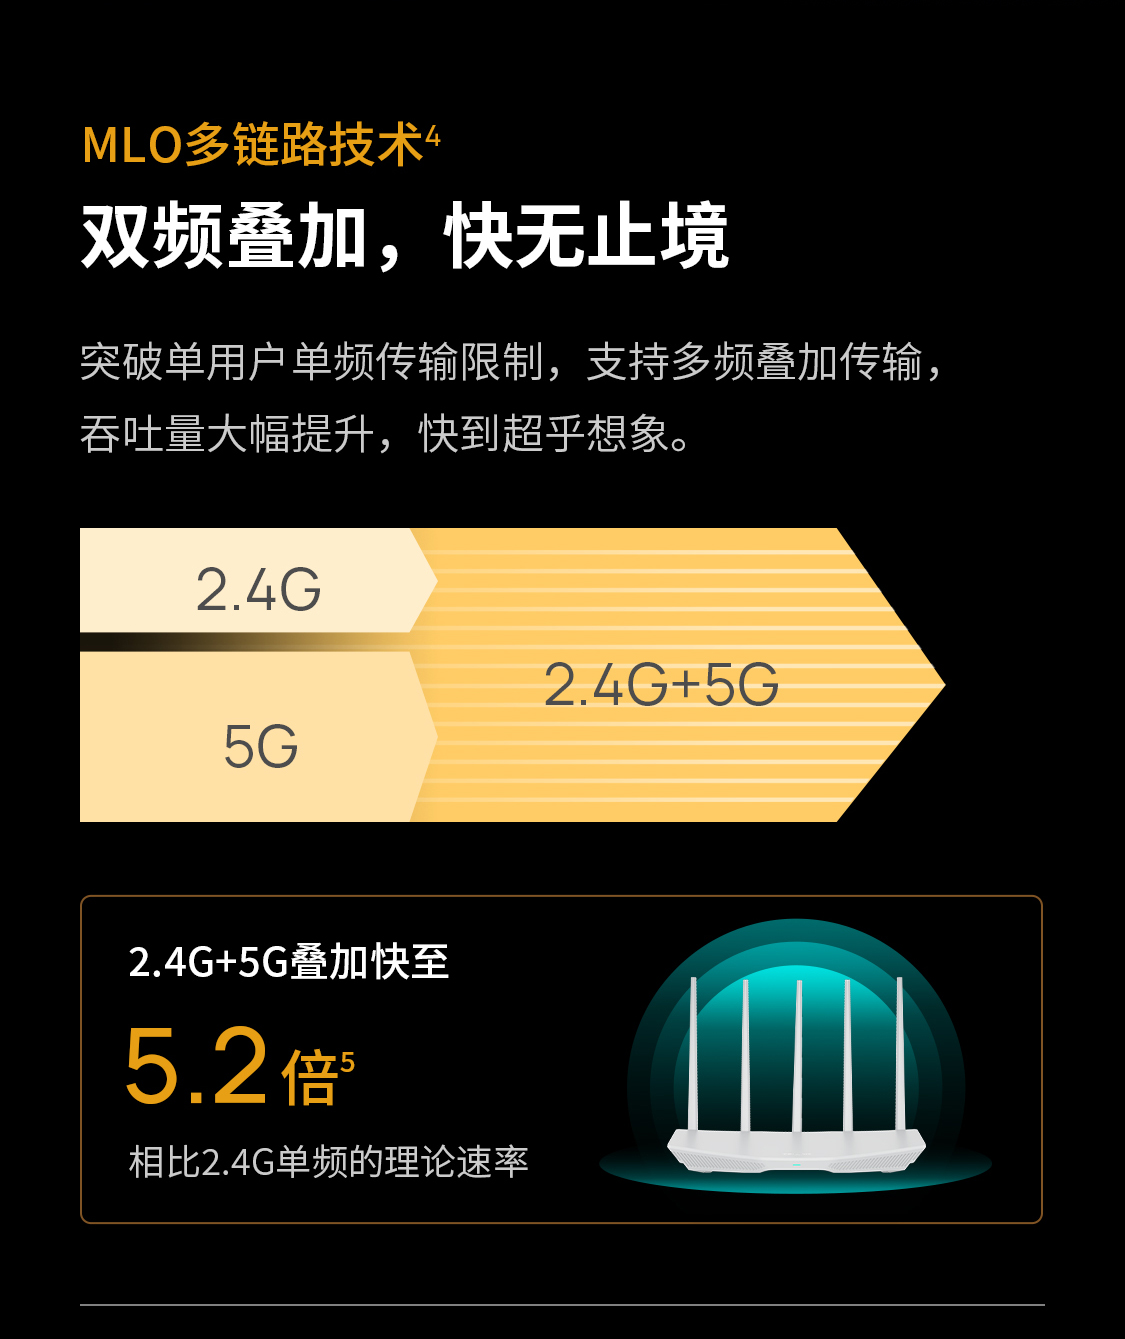 MLO多链路技术4
双频叠加，快无止境
突破单用户单频传输限制，支持多频叠加传输，
吞吐量大幅提升，快到超乎想象。
2.4G
2.4G+5G
5G
2.4G+5G叠加快至
5.2倍5
相比2.4G单频的理论速率